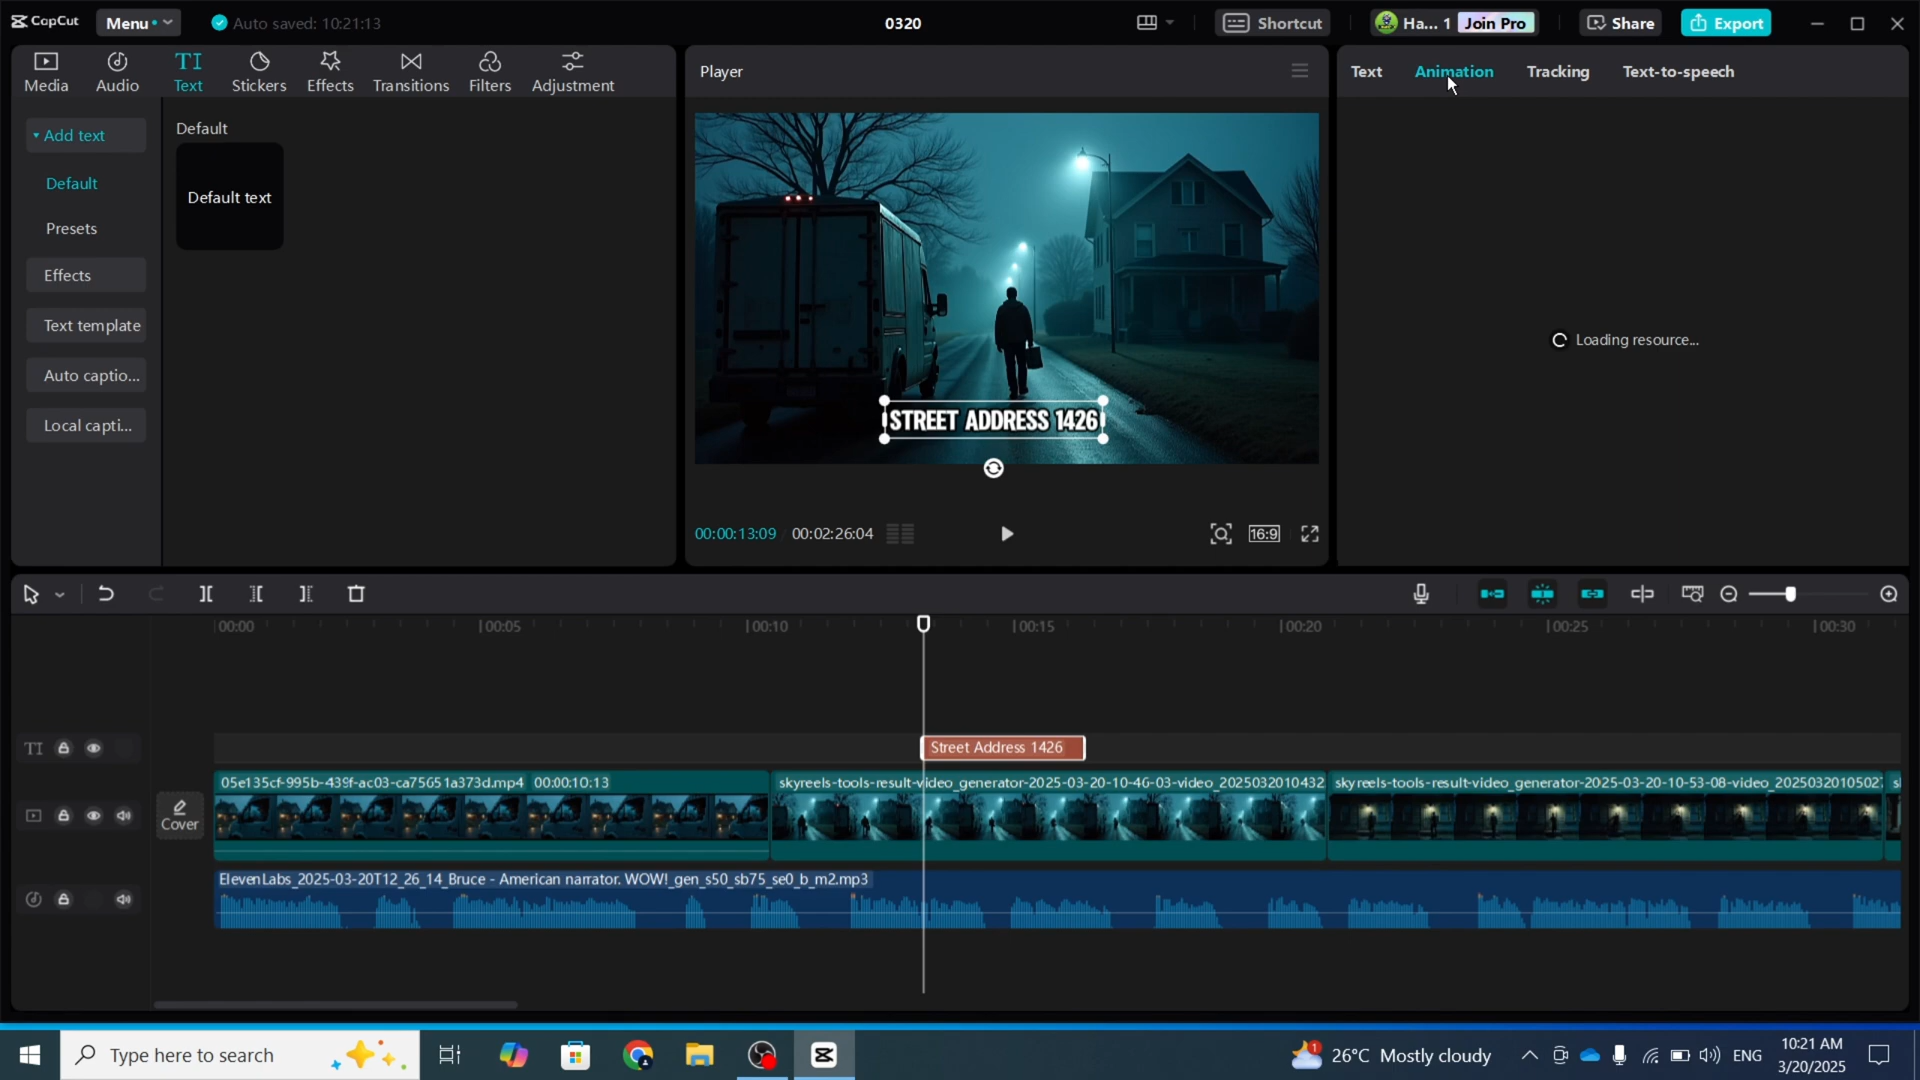 CapCut
Menu
Auto saved: 10:21:13
0320
Shortcut
Ha... 1
Join Pro
Share
Export
Media
Audio
TI
Text
Stickers
Effects
Transitions
Filters
Adjustment
Add text
Default
Presets
Effects
Text template
Auto captio...
Local capti...
Default
Default text
Player
STREET ADDRESS 1426
00:00:13:09
00:02:26:04
16:9
Text
Animation
Tracking
Text-to-speech
Loading resource...
00:00
00:05
00:10
00:15
00:20
00:25
00:30
TI
Street Address 1426
Cover
05e135cf-995b-439f-ac03-ca75651a373d.mp4 00:00:10:13
skyreels-tools-result-video_generator-2025-03-20-10-46-03-video_2025032010432
skyreels-tools-result-video_generator-2025-03-20-10-53-08-video_20250320105027
s
ElevenLabs_2025-03-20T12_26_14_Bruce - American narrator. WOW!_gen_s50_sb75_se0_b_m2.mp3
Type here to search
1
26°C Mostly cloudy
ENG
10:21 AM
3/20/2025